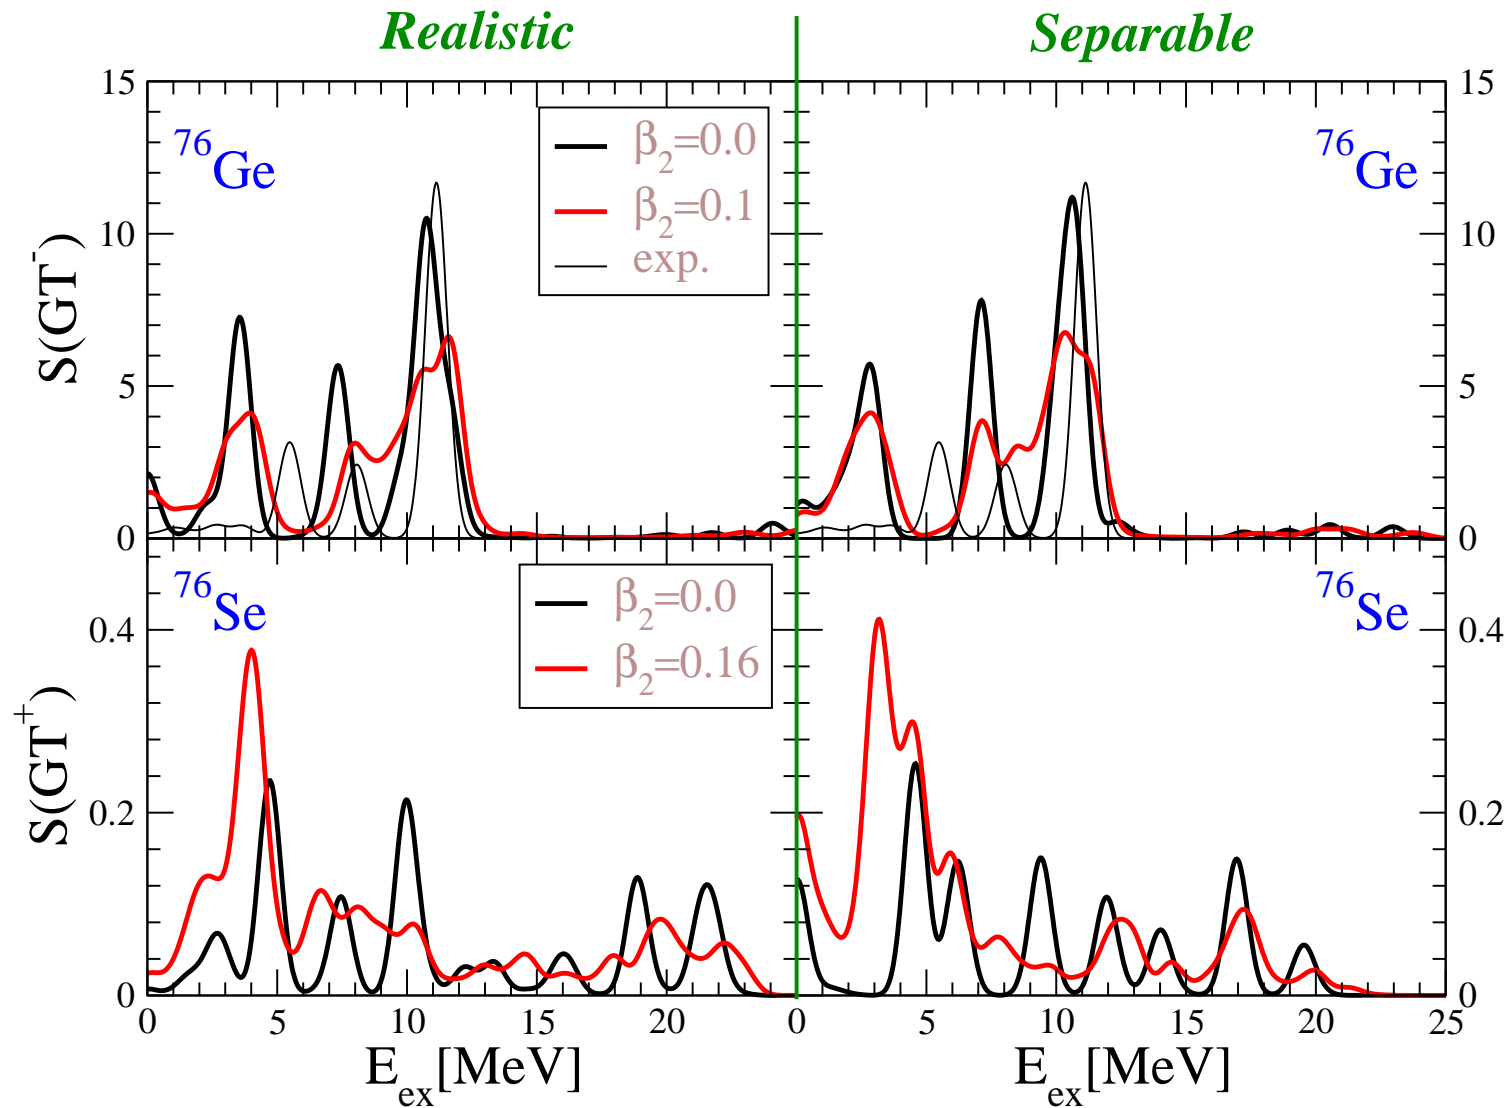 Realistic
Separable
15
10
5
0
S(GT⁻)
⁷⁶Ge
β₂=0.0
β₂=0.1
exp.
⁷⁶Ge
15
10
5
0
0.4
0.2
0
S(GT⁺)
⁷⁶Se
β₂=0.0
β₂=0.16
⁷⁶Se
0.4
0.2
0
0 5 10 15 20
0 5 10 15 20 25
Eₑₓ[MeV]
Eₑₓ[MeV]